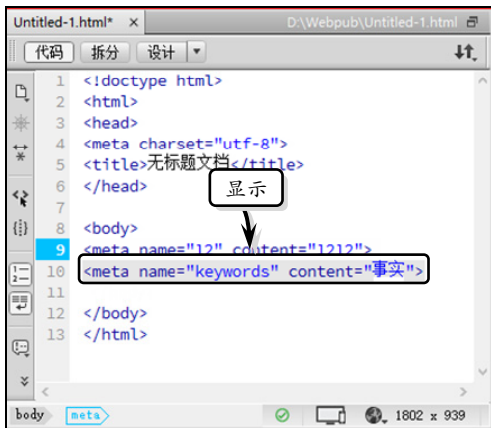 Untitled-1.html* × D:\Webpub\Untitled-1.html
代码 拆分 设计
1 <!doctype html>
2 <html>
3 <head>
4 <meta charset="utf-8">
5 <title>无标题文档</title>
6 </head>
显示
7
8 <body>
9 <meta name="12" content="1212">
10 <meta name="keywords" content="事实">
11
12 </body>
13 </html>
body meta 1802 x 939